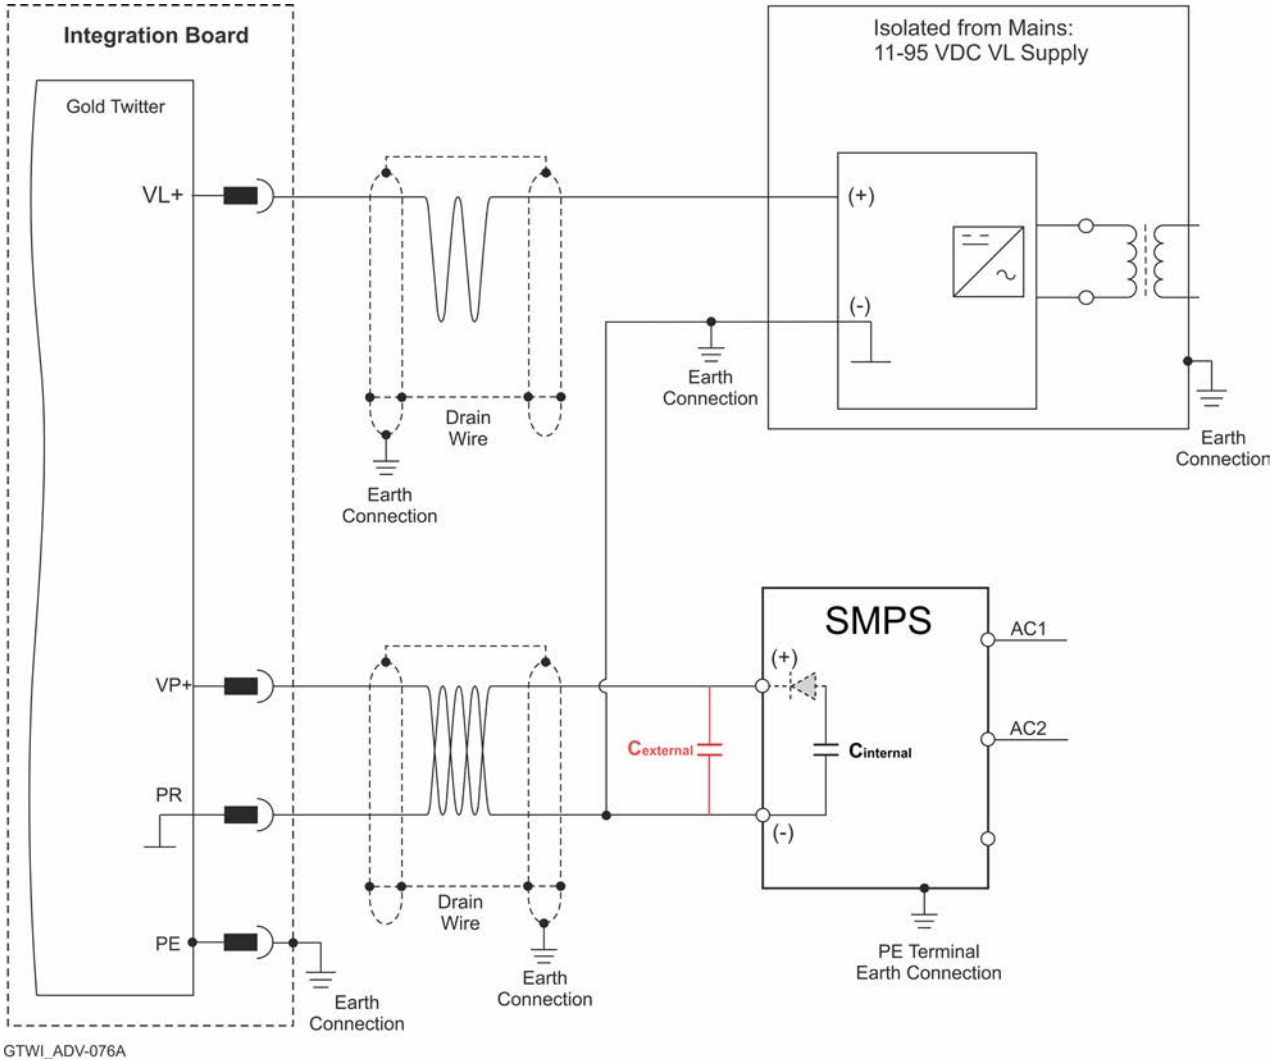 Integration Board
Isolated from Mains:
11-95 VDC VL Supply
Gold Twitter
VL+
(+)
(-)
Earth
Connection
Drain
Wire
Earth
Connection
Earth
Connection
SMPS
AC1
(+)
VP+
AC2
Cexternal
Cinternal
PR
(-)
Drain
Wire
PE
PE Terminal
Earth Connection
Earth
Connection
Earth
Connection
GTWI_ADV-076A